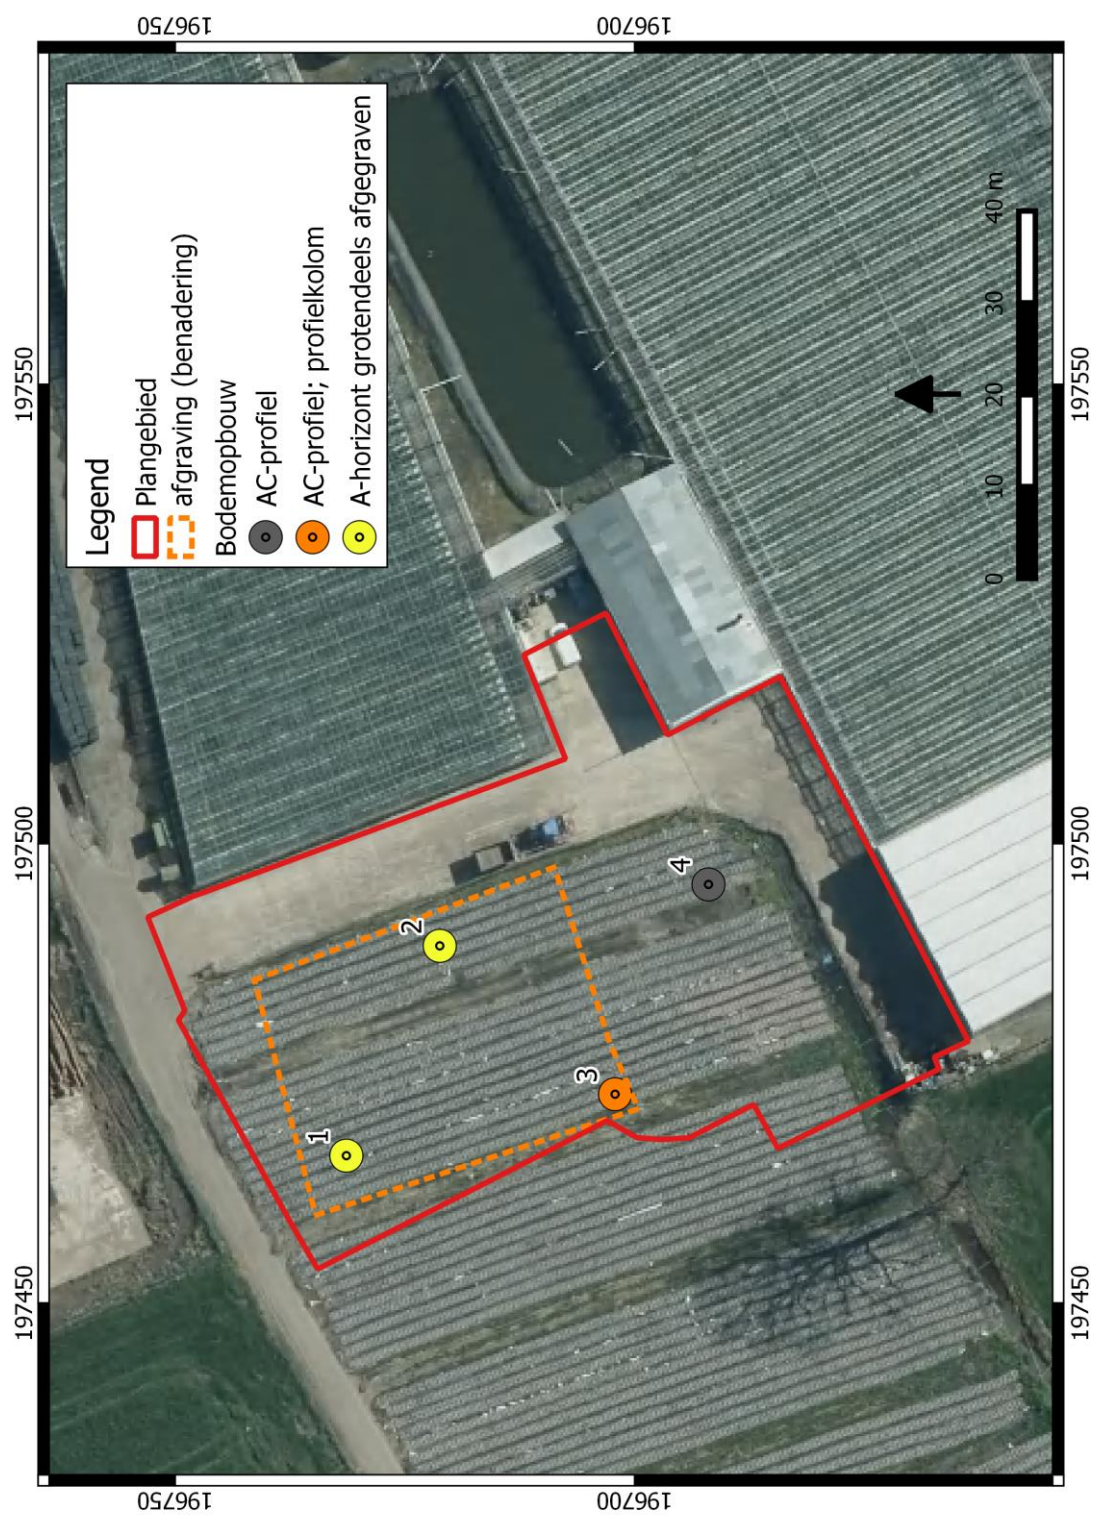 197450 197500 197550
196750
196750
Legend
Plangebied
afgraving (benadering)
Bodemopbouw
AC-profiel
AC-profiel; profielkolom
A-horizont grotendeels afgegraven
1
2
3
4
196700
196700
0 10 20 30 40 m
197450 197500 197550